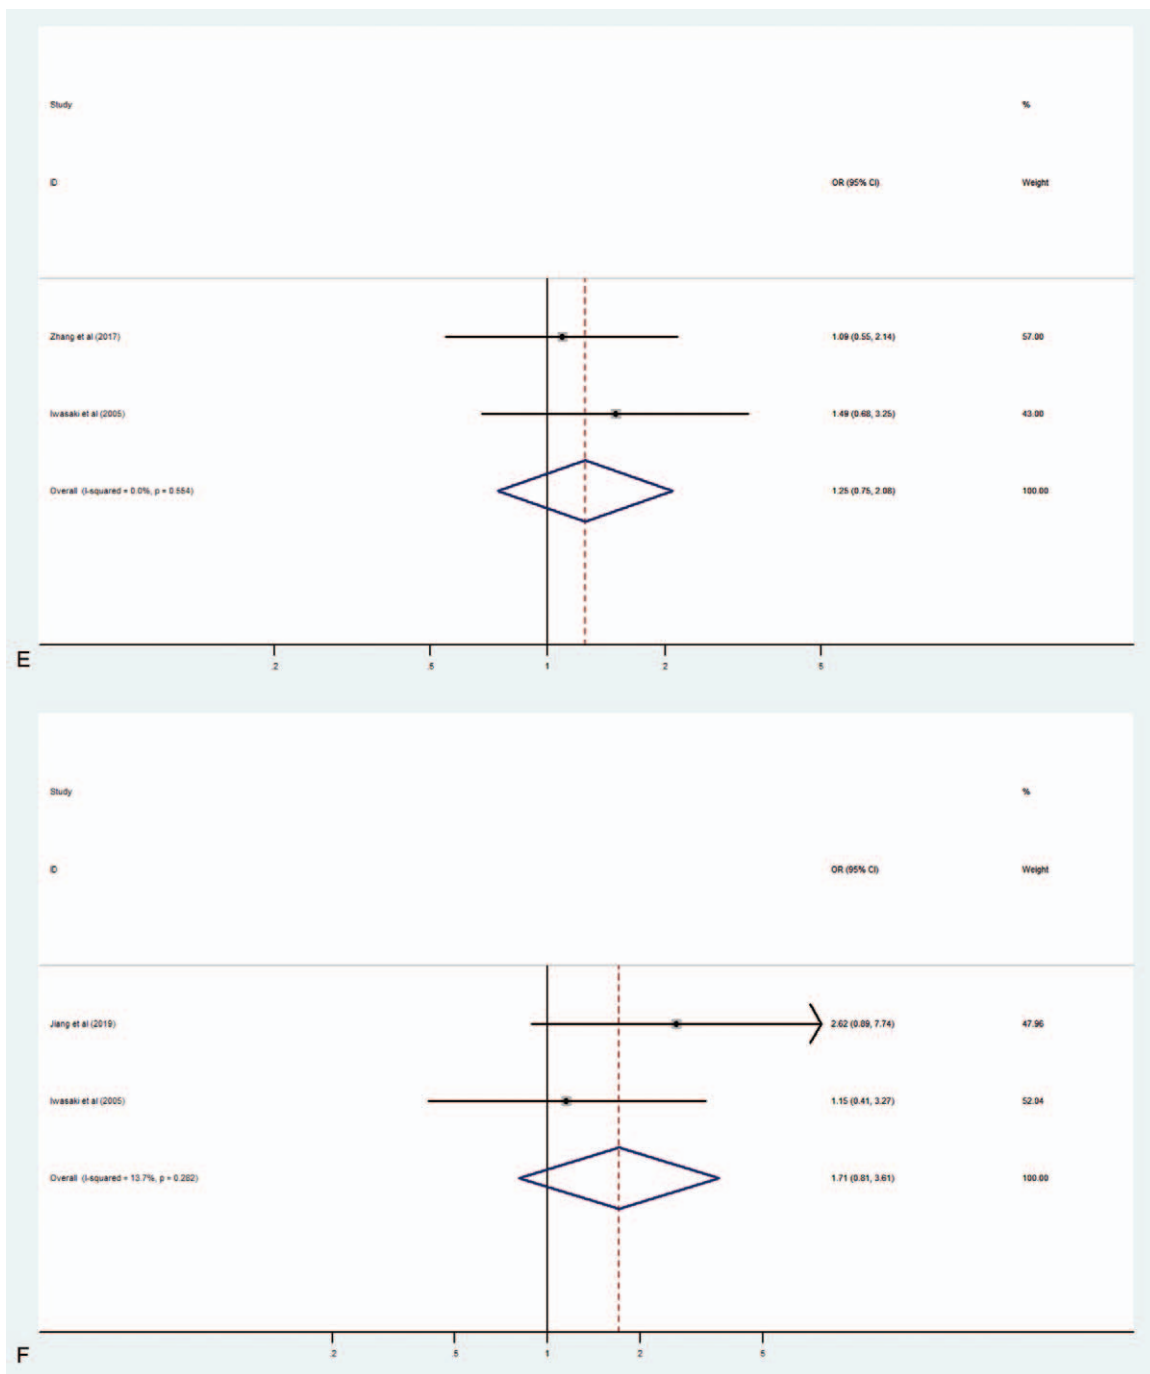 Study %
ID OR (95% CI) Weight
Zhang et al (2017) 1.09 (0.55, 2.14) 57.00
Iwasaki et al (2005) 1.49 (0.68, 3.25) 43.00
Overall (I-squared = 0.0%, p = 0.554) 1.25 (0.75, 2.08) 100.00
E
.2 .5 1 2 5
Study %
ID OR (95% CI) Weight
Jiang et al (2019) 2.62 (0.89, 7.74) 47.96
Iwasaki et al (2005) 1.15 (0.41, 3.27) 52.04
Overall (I-squared = 13.7%, p = 0.282) 1.71 (0.81, 3.61) 100.00
F
.2 .5 1 2 5